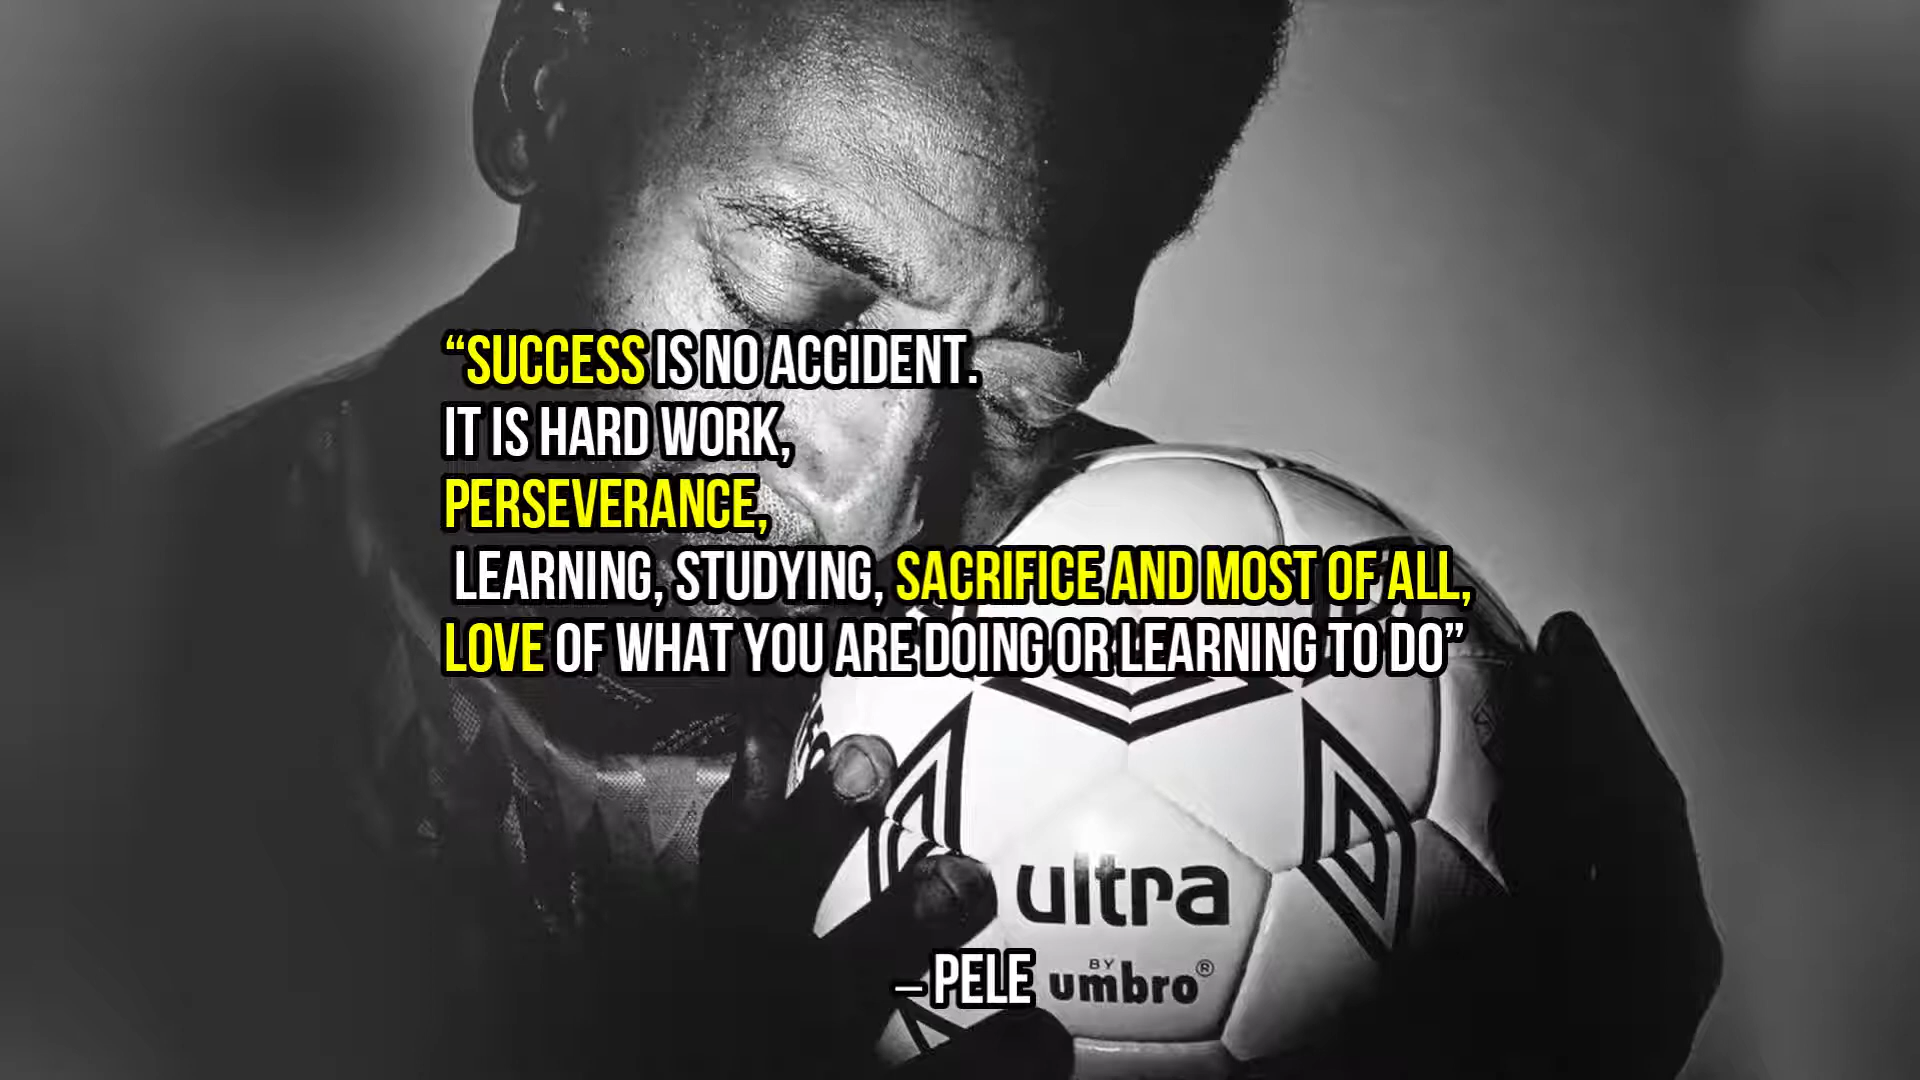 “SUCCESS IS NO ACCIDENT.
IT IS HARD WORK,
PERSEVERANCE,
LEARNING, STUDYING, SACRIFICE AND MOST OF ALL,
LOVE OF WHAT YOU ARE DOING OR LEARNING TO DO”
ultra
BY
umbro®
– PELE